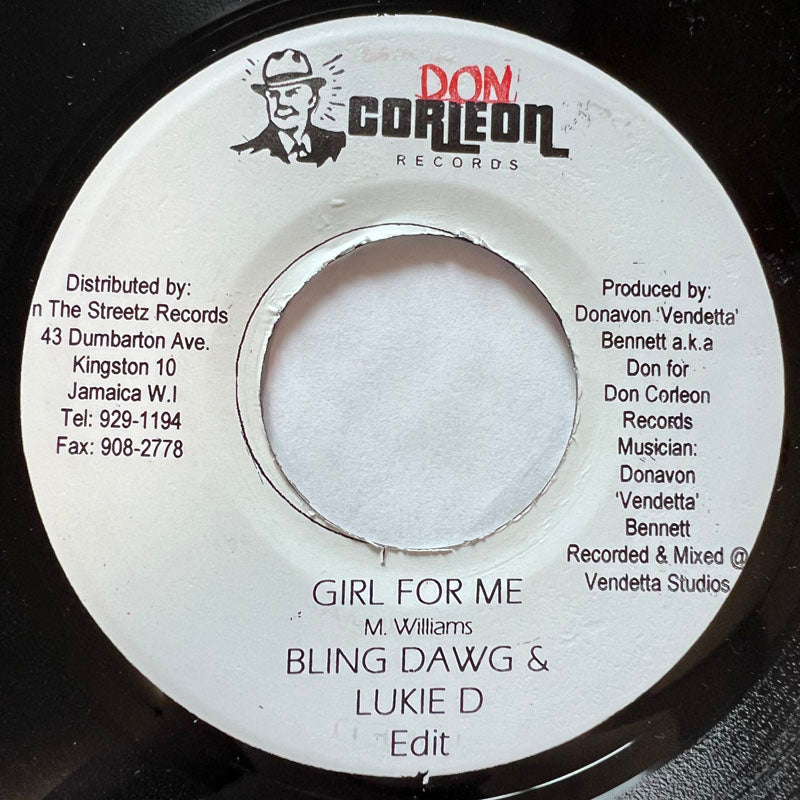 DON
CORLEON
RECORDS
Distributed by:
n The Streetz Records
43 Dumbarton Ave.
Kingston 10
Jamaica W.I
Tel: 929-1194
Fax: 908-2778
Produced by:
Donavon 'Vendetta'
Bennett a.k.a
Don for
Don Corleon
Records
Musician:
Donavon
'Vendetta'
Bennett
Recorded & Mixed @
Vendetta Studios
GIRL FOR ME
M. Williams
BLING DAWG &
LUKIE D
Edit